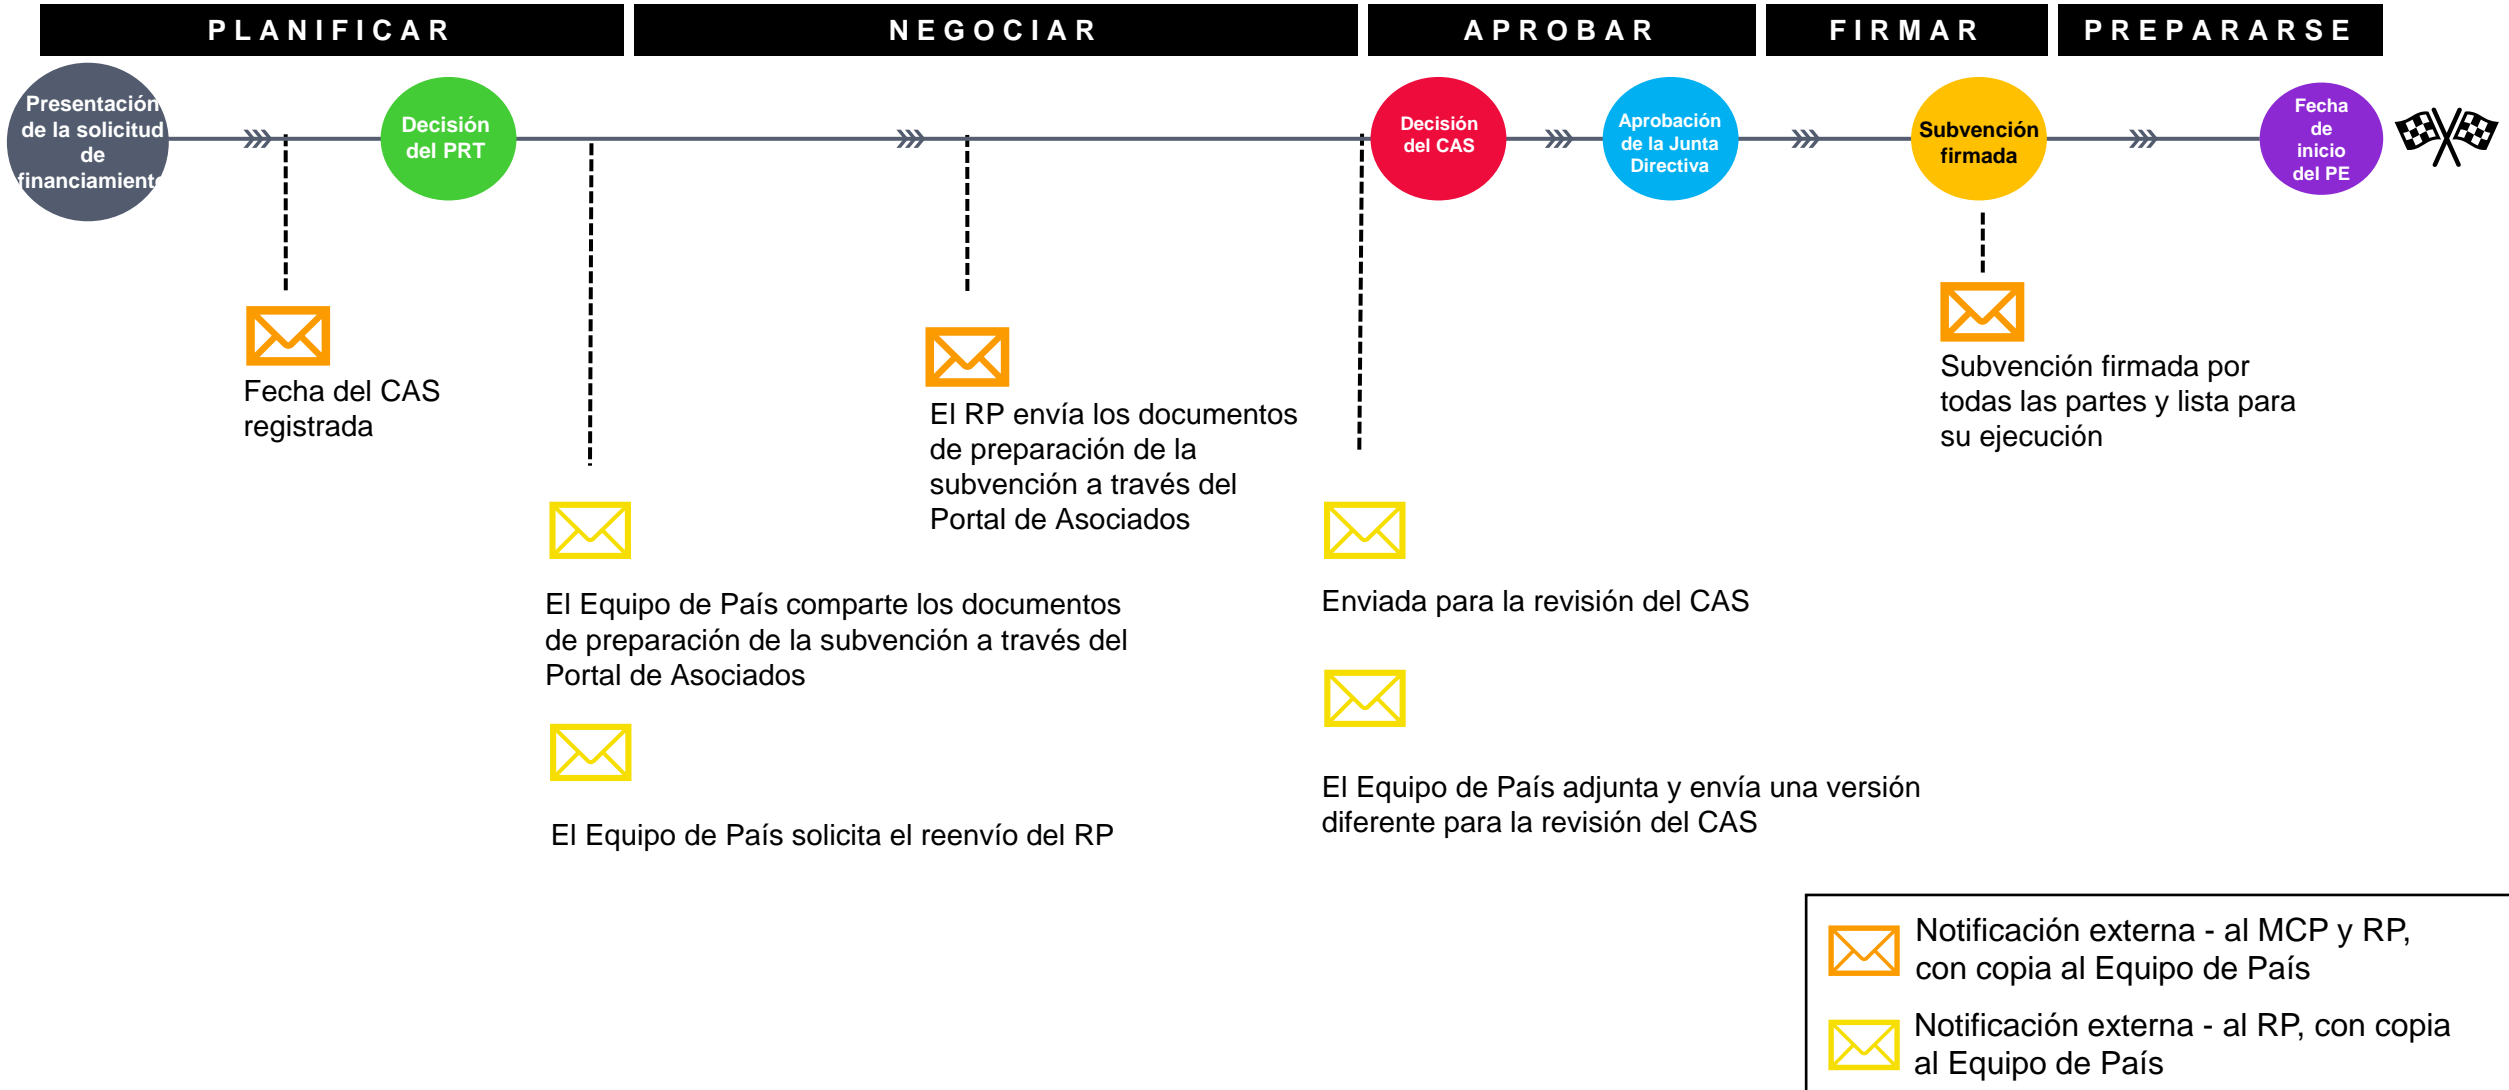 PLANIFICAR
NEGOCIAR
APROBAR
FIRMAR
PREPARARSE
Presentación
de la solicitud
de
financiamiento
Decisión
del PRT
Decisión
del CAS
Aprobación
de la Junta
Directiva
Subvención
firmada
Fecha
de
inicio
del PE
Fecha del CAS
registrada
El RP envía los documentos
de preparación de la
subvención a través del
Portal de Asociados
Subvención firmada por
todas las partes y lista para
su ejecución
El Equipo de País comparte los documentos
de preparación de la subvención a través del
Portal de Asociados
Enviada para la revisión del CAS
El Equipo de País solicita el reenvío del RP
El Equipo de País adjunta y envía una versión
diferente para la revisión del CAS
Notificación externa - al MCP y RP,
con copia al Equipo de País
Notificación externa - al RP, con copia
al Equipo de País